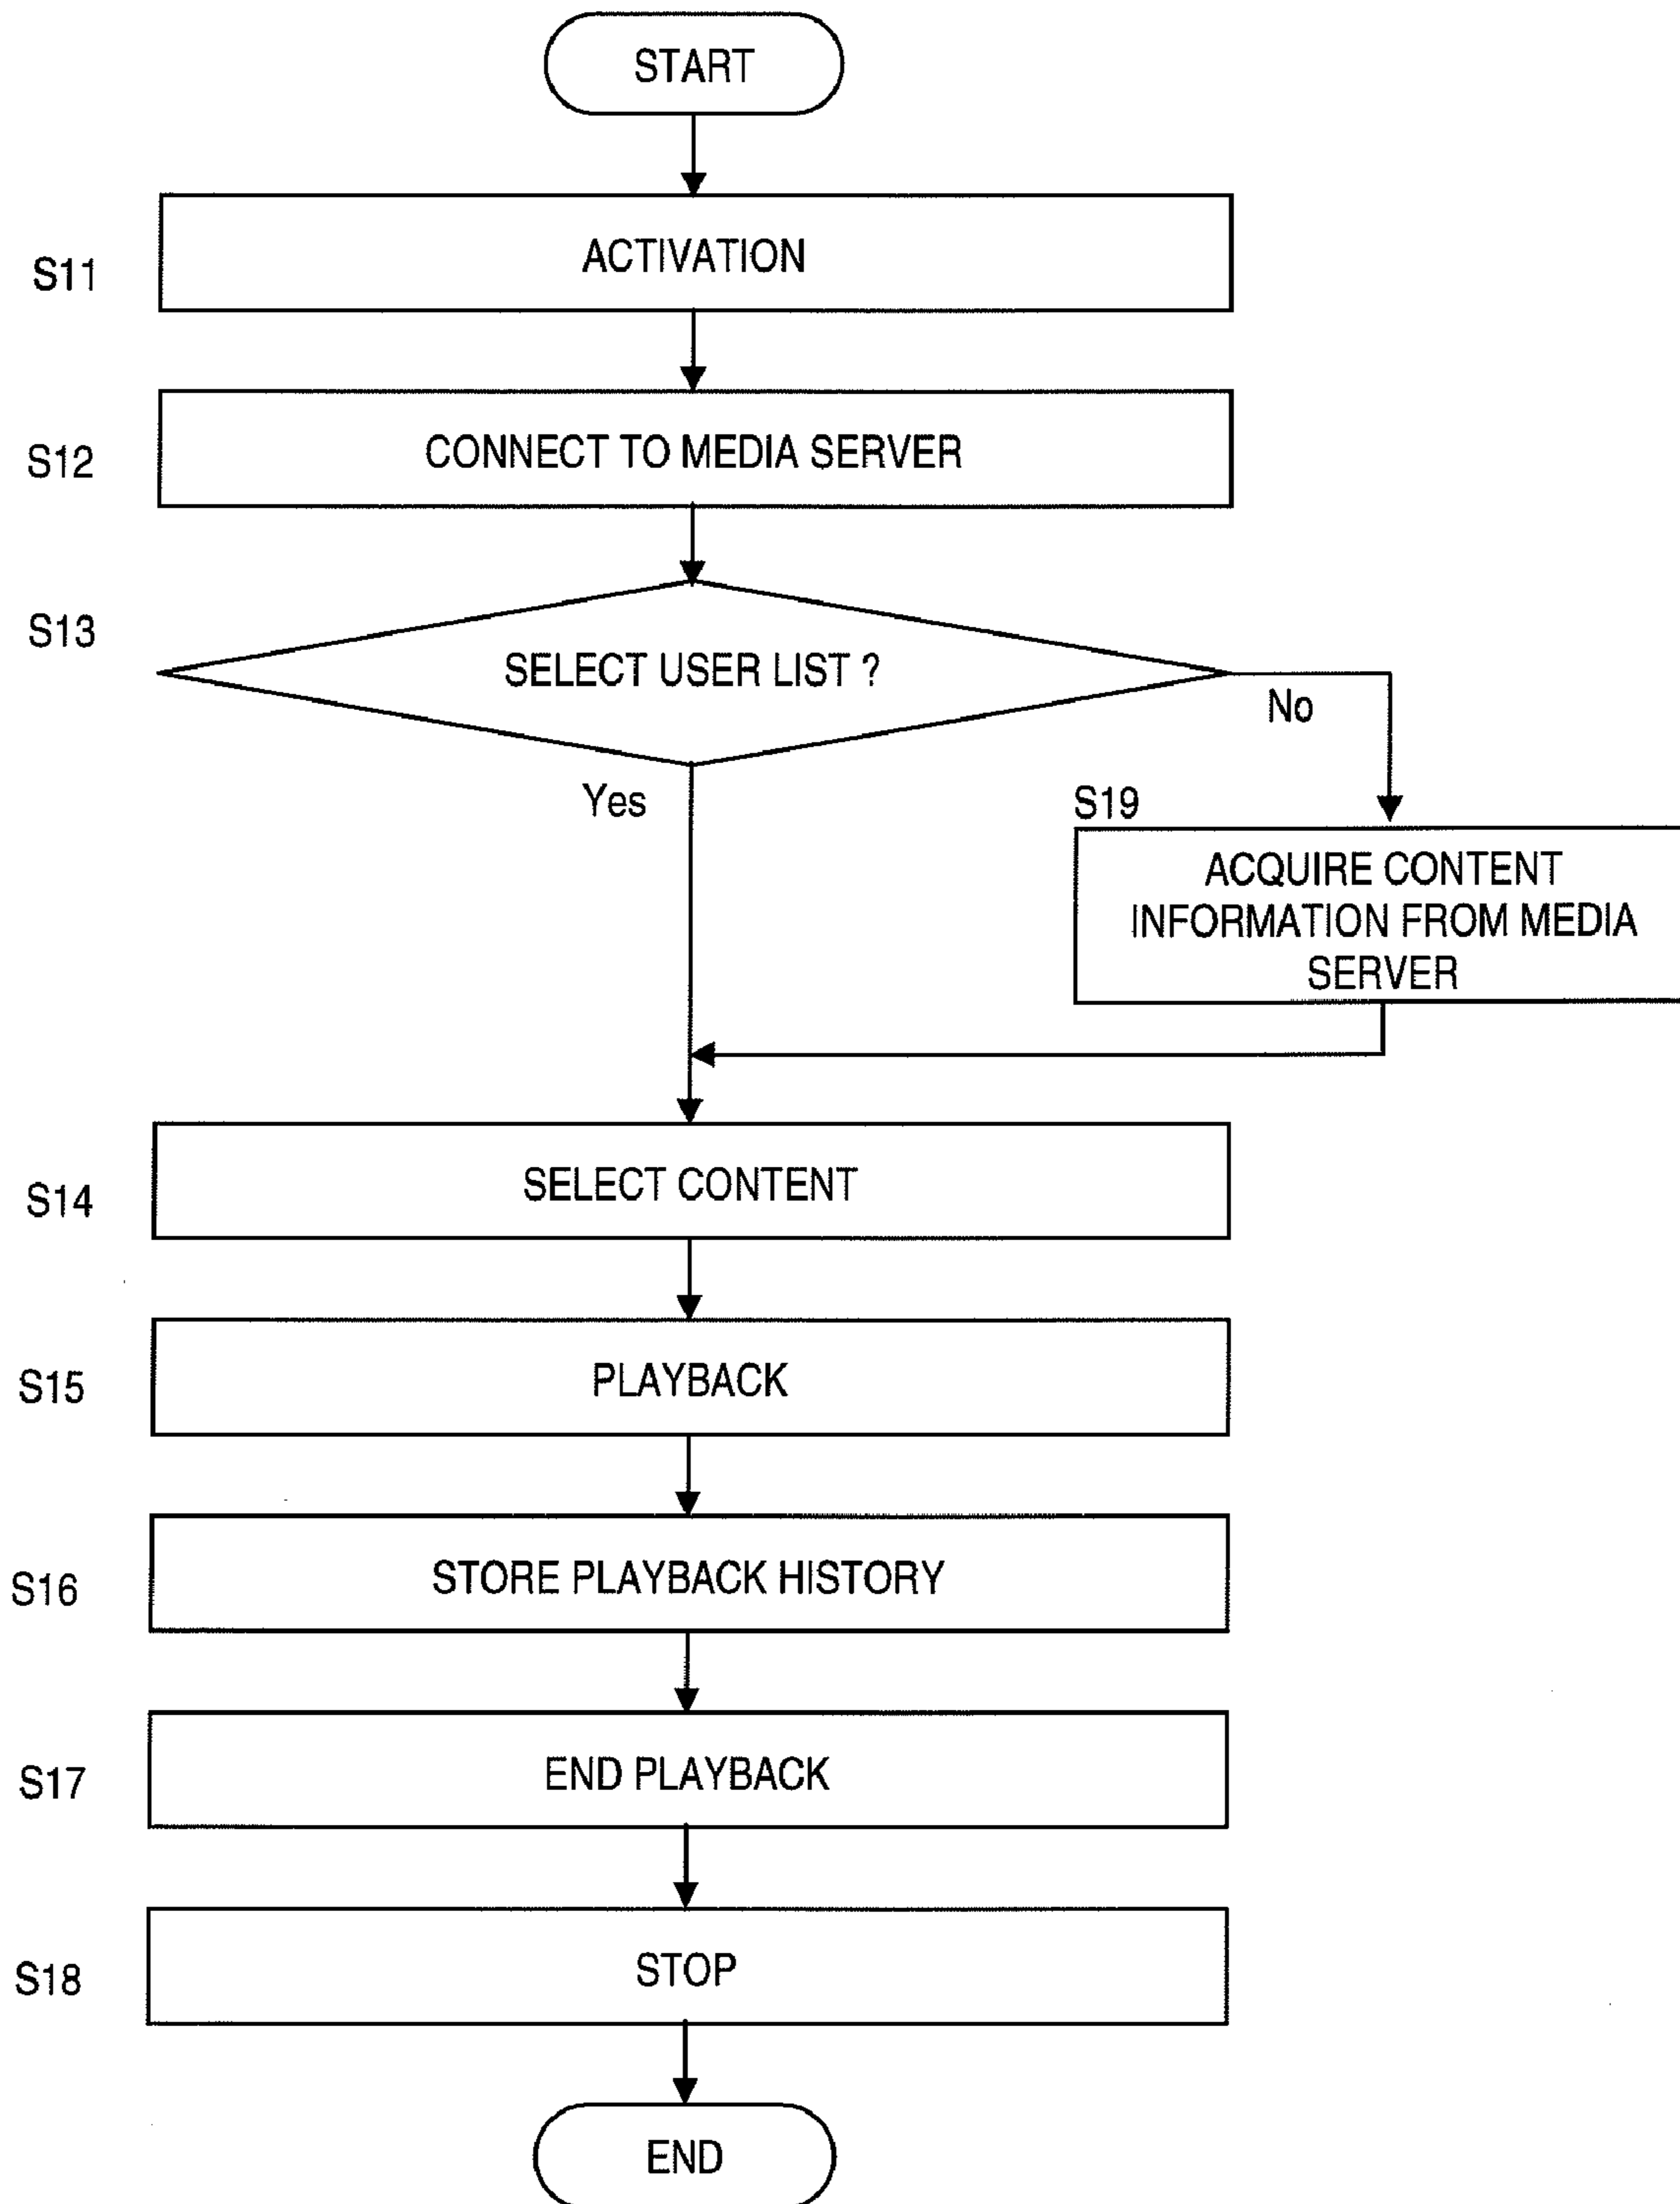 START
S11
ACTIVATION
S12
CONNECT TO MEDIA SERVER
S13
SELECT USER LIST ?
No
Yes
S19
ACQUIRE CONTENT
INFORMATION FROM MEDIA
SERVER
S14
SELECT CONTENT
S15
PLAYBACK
S16
STORE PLAYBACK HISTORY
S17
END PLAYBACK
S18
STOP
END